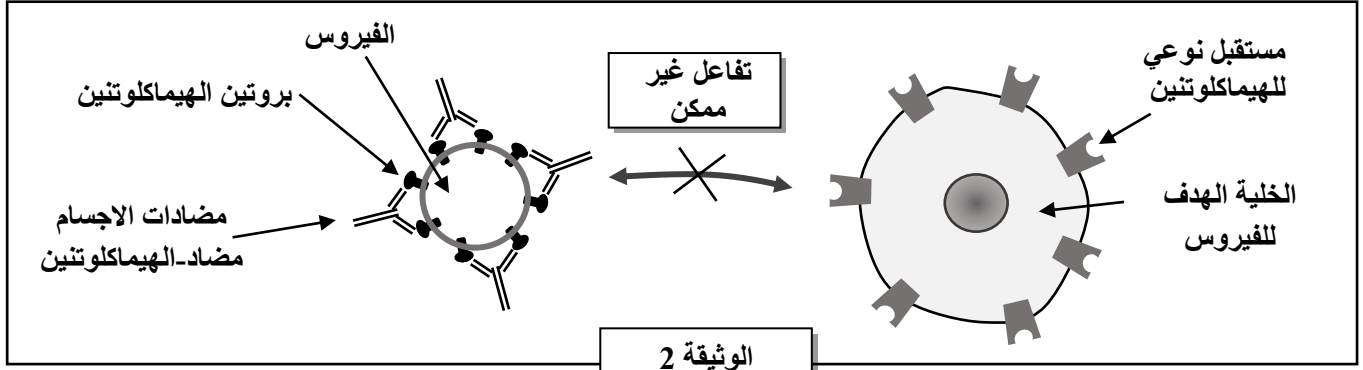 الفيروس
بروتين الهيماكلوتنين
مضادات الاجسام
مضاد-الهيماكلوتنين
تفاعل غير
ممكن
مستقبل نوعي
للهيماكلوتنين
الخلية الهدف
للفيروس
الوثيقة 2